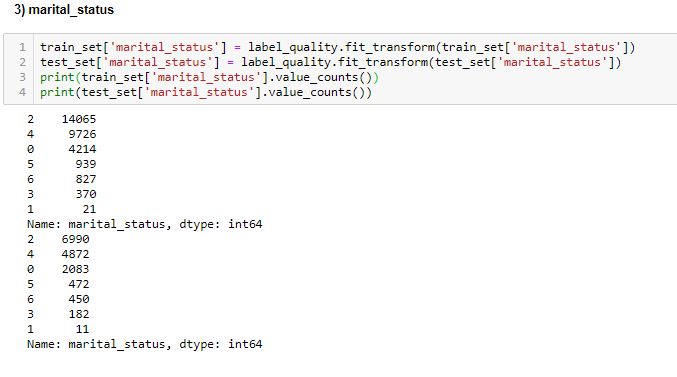 3) marital_status
1 train_set['marital_status'] = label_quality.fit_transform(train_set['marital_status'])
2 test_set['marital_status'] = label_quality.fit_transform(test_set['marital_status'])
3 print(train_set['marital_status'].value_counts())
4 print(test_set['marital_status'].value_counts())
2    14065
4     9726
0     4214
5      939
6      827
3      370
1       21
Name: marital_status, dtype: int64
2    6990
4    4872
0    2083
5     472
6     450
3     182
1      11
Name: marital_status, dtype: int64